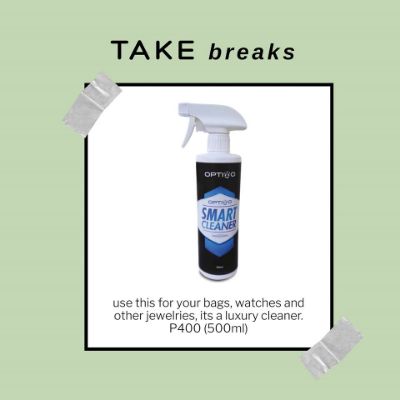 TAKE breaks
OPTIMO
SMART
CLEANER
use this for your bags, watches and
other jewelries, its a luxury cleaner.
P400 (500ml)